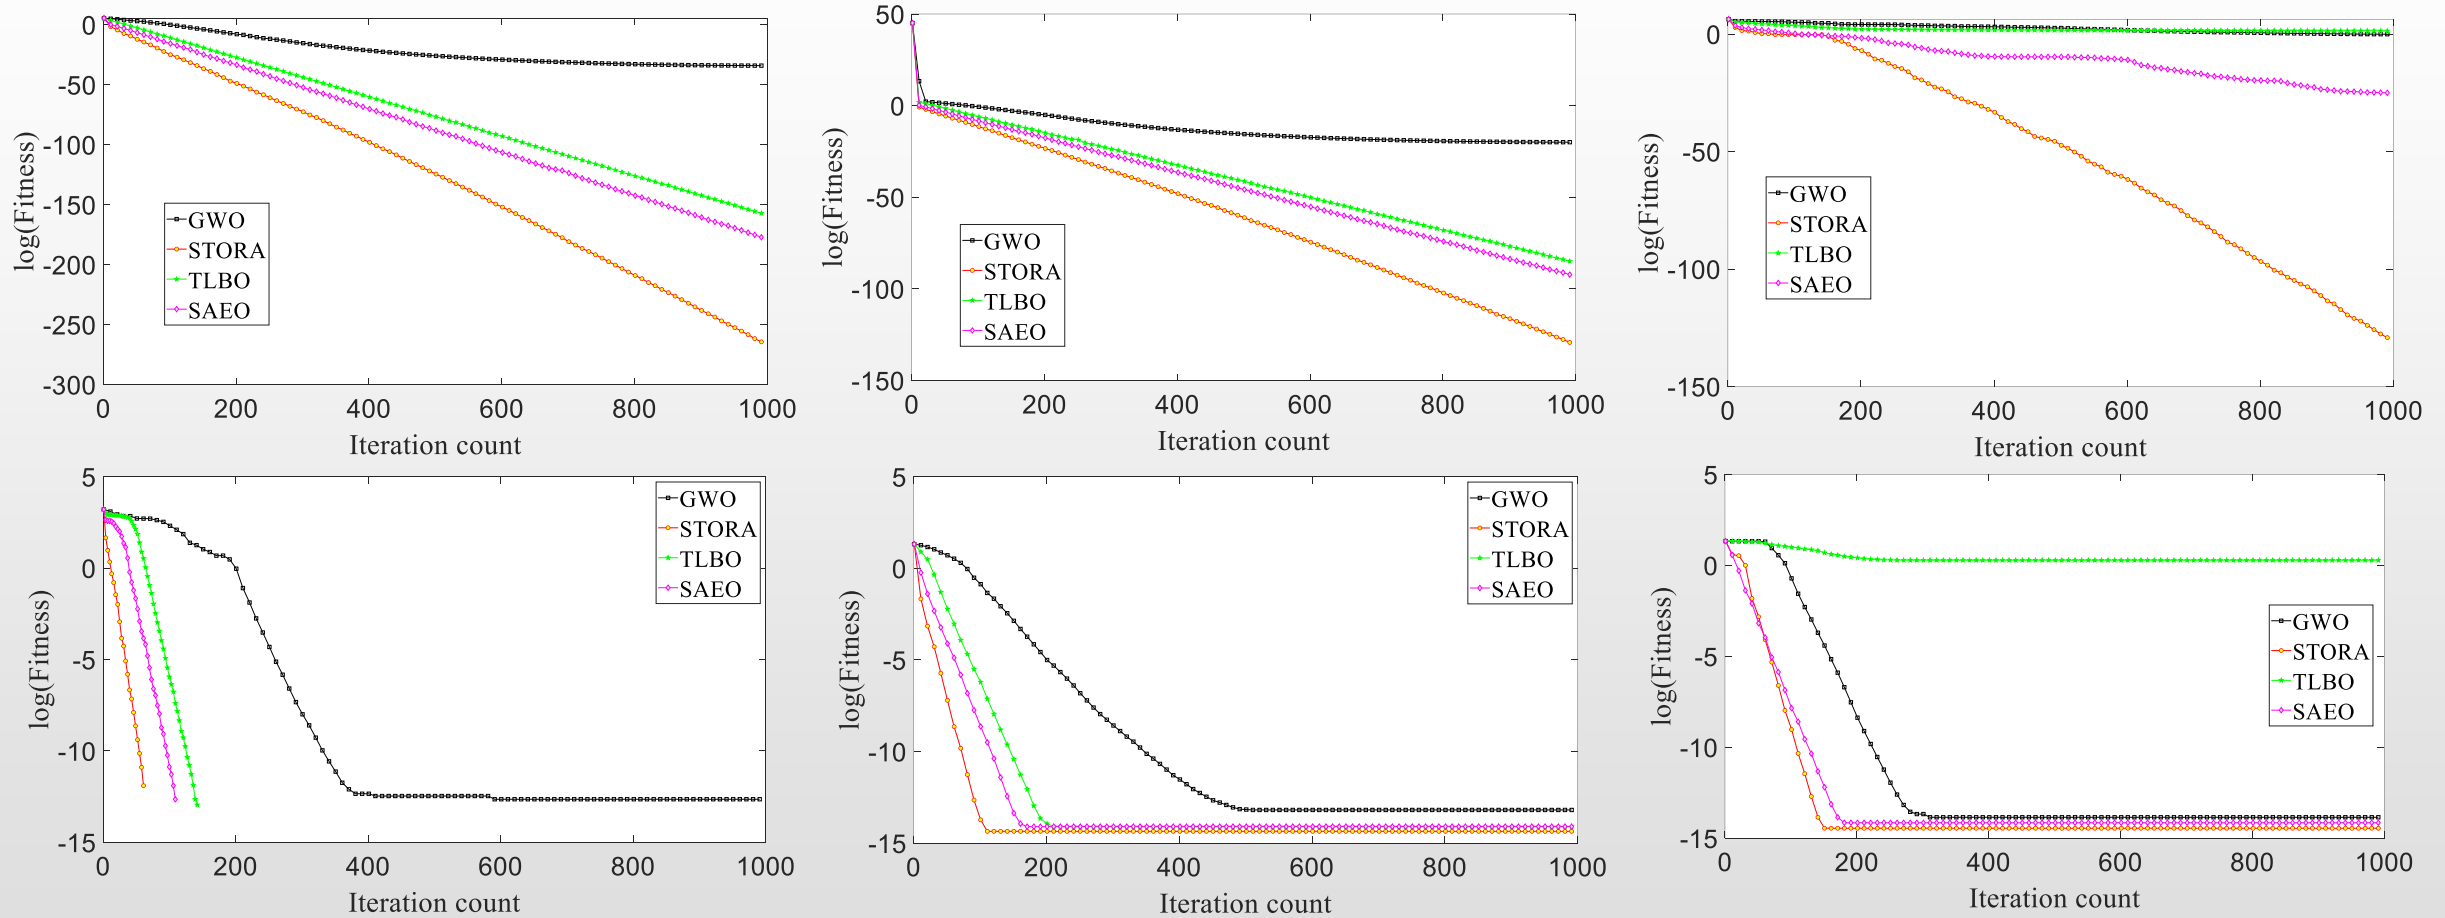 0
-50
-100
-150
-200
-250
-300
log(Fitness)
GWO
STORA
TLBO
SAEO
0 200 400 600 800 1000
Iteration count
50
0
-50
-100
-150
log(Fitness)
GWO
STORA
TLBO
SAEO
0 200 400 600 800 1000
Iteration count
0
-50
-100
-150
log(Fitness)
GWO
STORA
TLBO
SAEO
0 200 400 600 800 1000
Iteration count
5
0
-5
-10
-15
log(Fitness)
GWO
STORA
TLBO
SAEO
0 200 400 600 800 1000
Iteration count
5
0
-5
-10
-15
log(Fitness)
GWO
STORA
TLBO
SAEO
0 200 400 600 800 1000
Iteration count
5
0
-5
-10
-15
log(Fitness)
GWO
STORA
TLBO
SAEO
0 200 400 600 800 1000
Iteration count